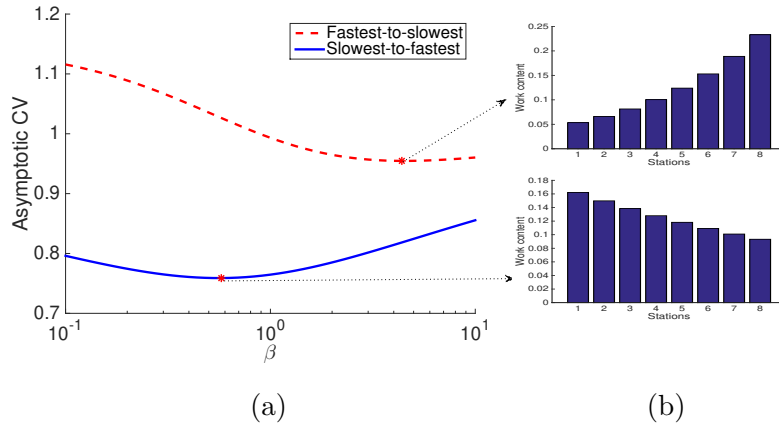 1.2
1.1
1
0.9
0.8
0.7
Asymptotic CV
Fastest-to-slowest
Slowest-to-fastest
10^-1
10^0
10^1
β
(a)
0.25
0.2
0.15
0.1
0.05
0
Work content
1 2 3 4 5 6 7 8
Stations
0.18
0.16
0.14
0.12
0.1
0.08
0.06
0.04
0.02
0
Work content
1 2 3 4 5 6 7 8
Stations
(b)